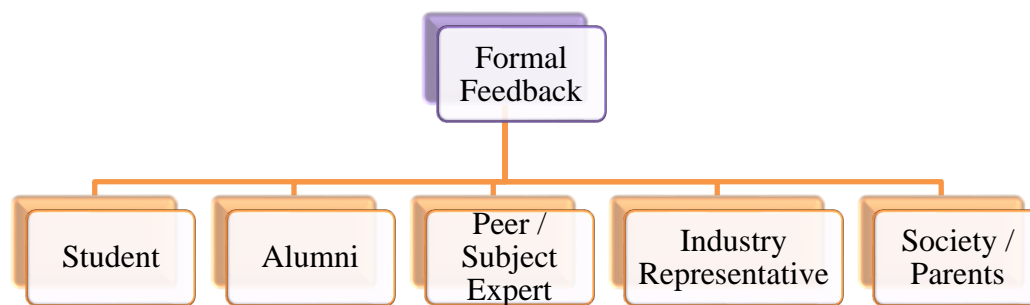 Formal
Feedback
Student
Alumni
Peer /
Subject
Expert
Industry
Representative
Society /
Parents